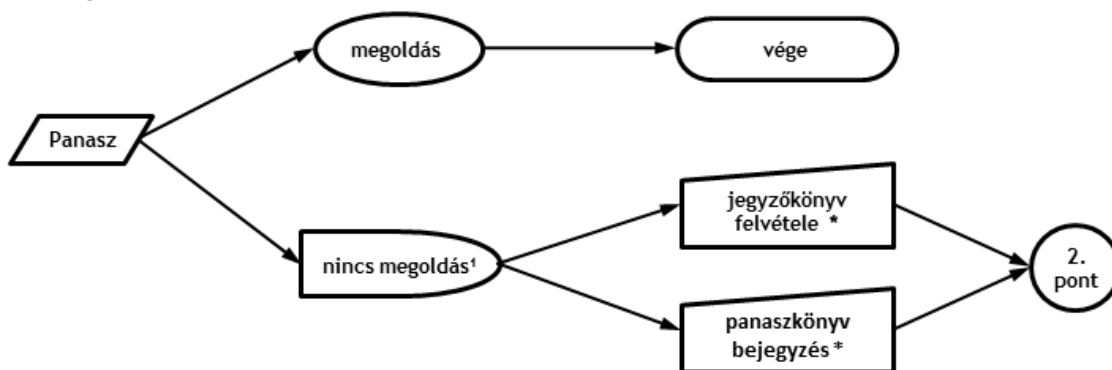 megoldás
vége
Panasz
jegyzőkönyv
felvétele *
nincs megoldás¹
2.
pont
panaszkönyv
bejegyzés *